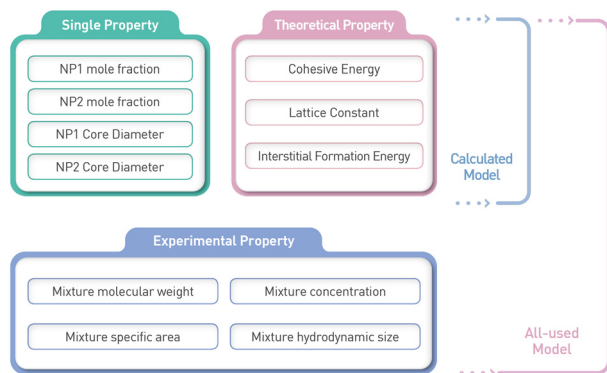 Single Property
NP1 mole fraction
NP2 mole fraction
NP1 Core Diameter
NP2 Core Diameter
Theoretical Property
Cohesive Energy
Lattice Constant
Interstitial Formation Energy
Calculated
Model
Experimental Property
Mixture molecular weight
Mixture concentration
Mixture specific area
Mixture hydrodynamic size
All-used
Model